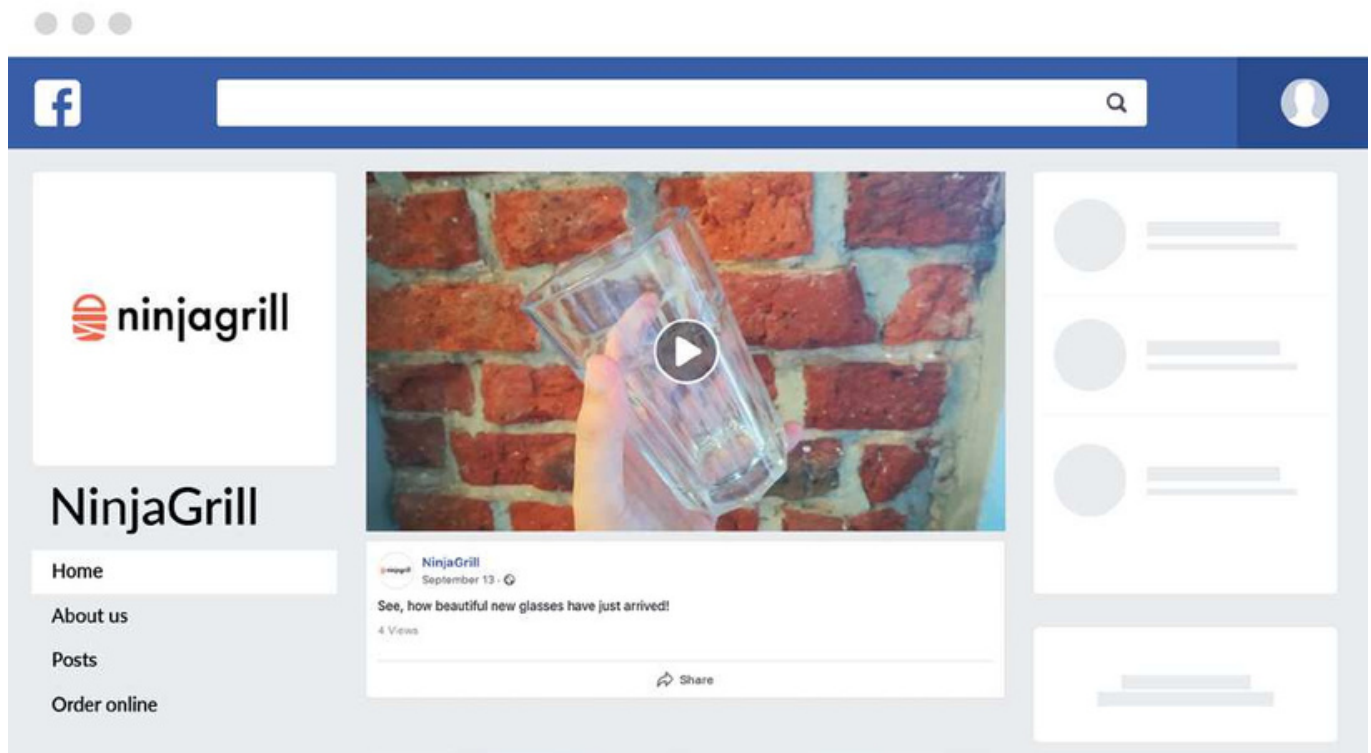 f
ninjagrill
NinjaGrill
Home
About us
Posts
Order online
ninjagrill
NinjaGrill
September 13 ·
See, how beautiful new glasses have just arrived!
4 Views
Share